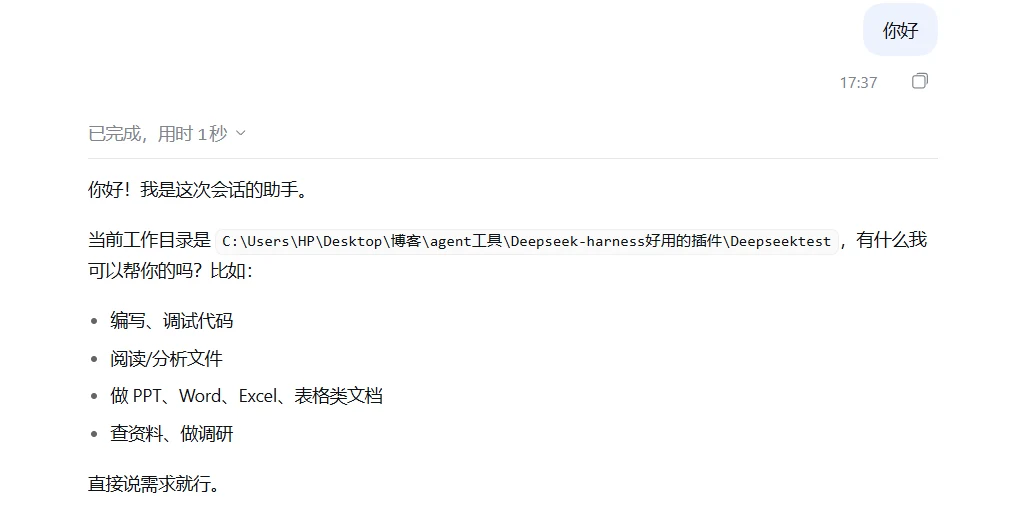 你好
17:37
已完成，用时 1秒
你好！我是这次会话的助手。
当前工作目录是 C:\Users\HP\Desktop\博客\agent工具\Deepseek-harness好用的插件\Deepseektest ，有什么我
可以帮你的吗？比如：
• 编写、调试代码
• 阅读/分析文件
• 做 PPT、Word、Excel、表格类文档
• 查资料、做调研
直接说需求就行。